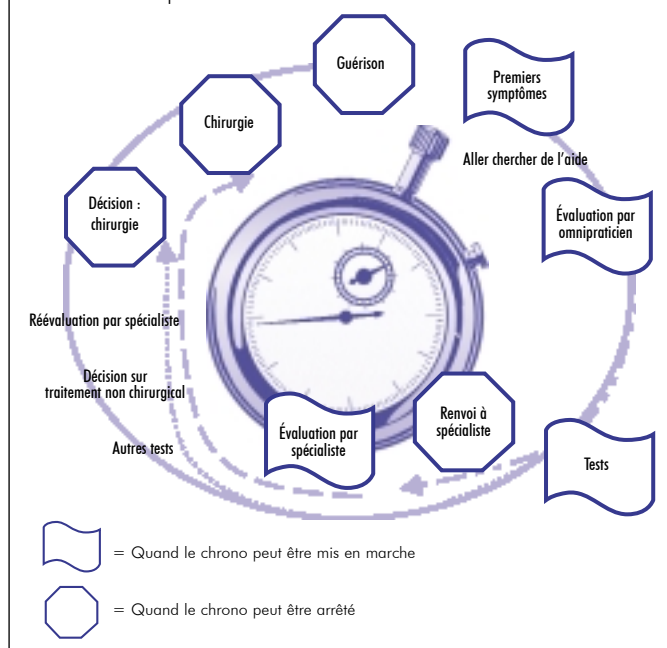 Guérison
Premiers
symptômes
Chirurgie
Aller chercher de l'aide
Décision :
chirurgie
Évaluation par
omnipraticien
Réévaluation par spécialiste
Décision sur
traitement non chirurgical
Autres tests
Évaluation par
spécialiste
Renvoi à
spécialiste
Tests
= Quand le chrono peut être mis en marche
= Quand le chrono peut être arrêté